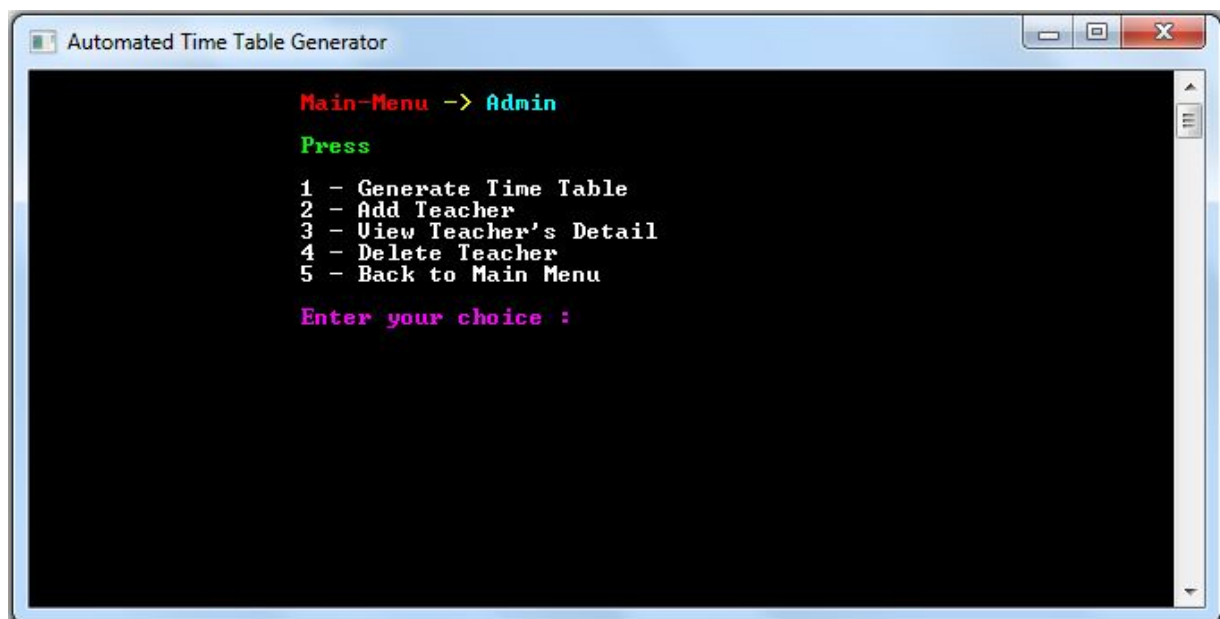 Automated Time Table Generator
Main-Menu -> Admin
Press
1 - Generate Time Table
2 - Add Teacher
3 - View Teacher's Detail
4 - Delete Teacher
5 - Back to Main Menu
Enter your choice :